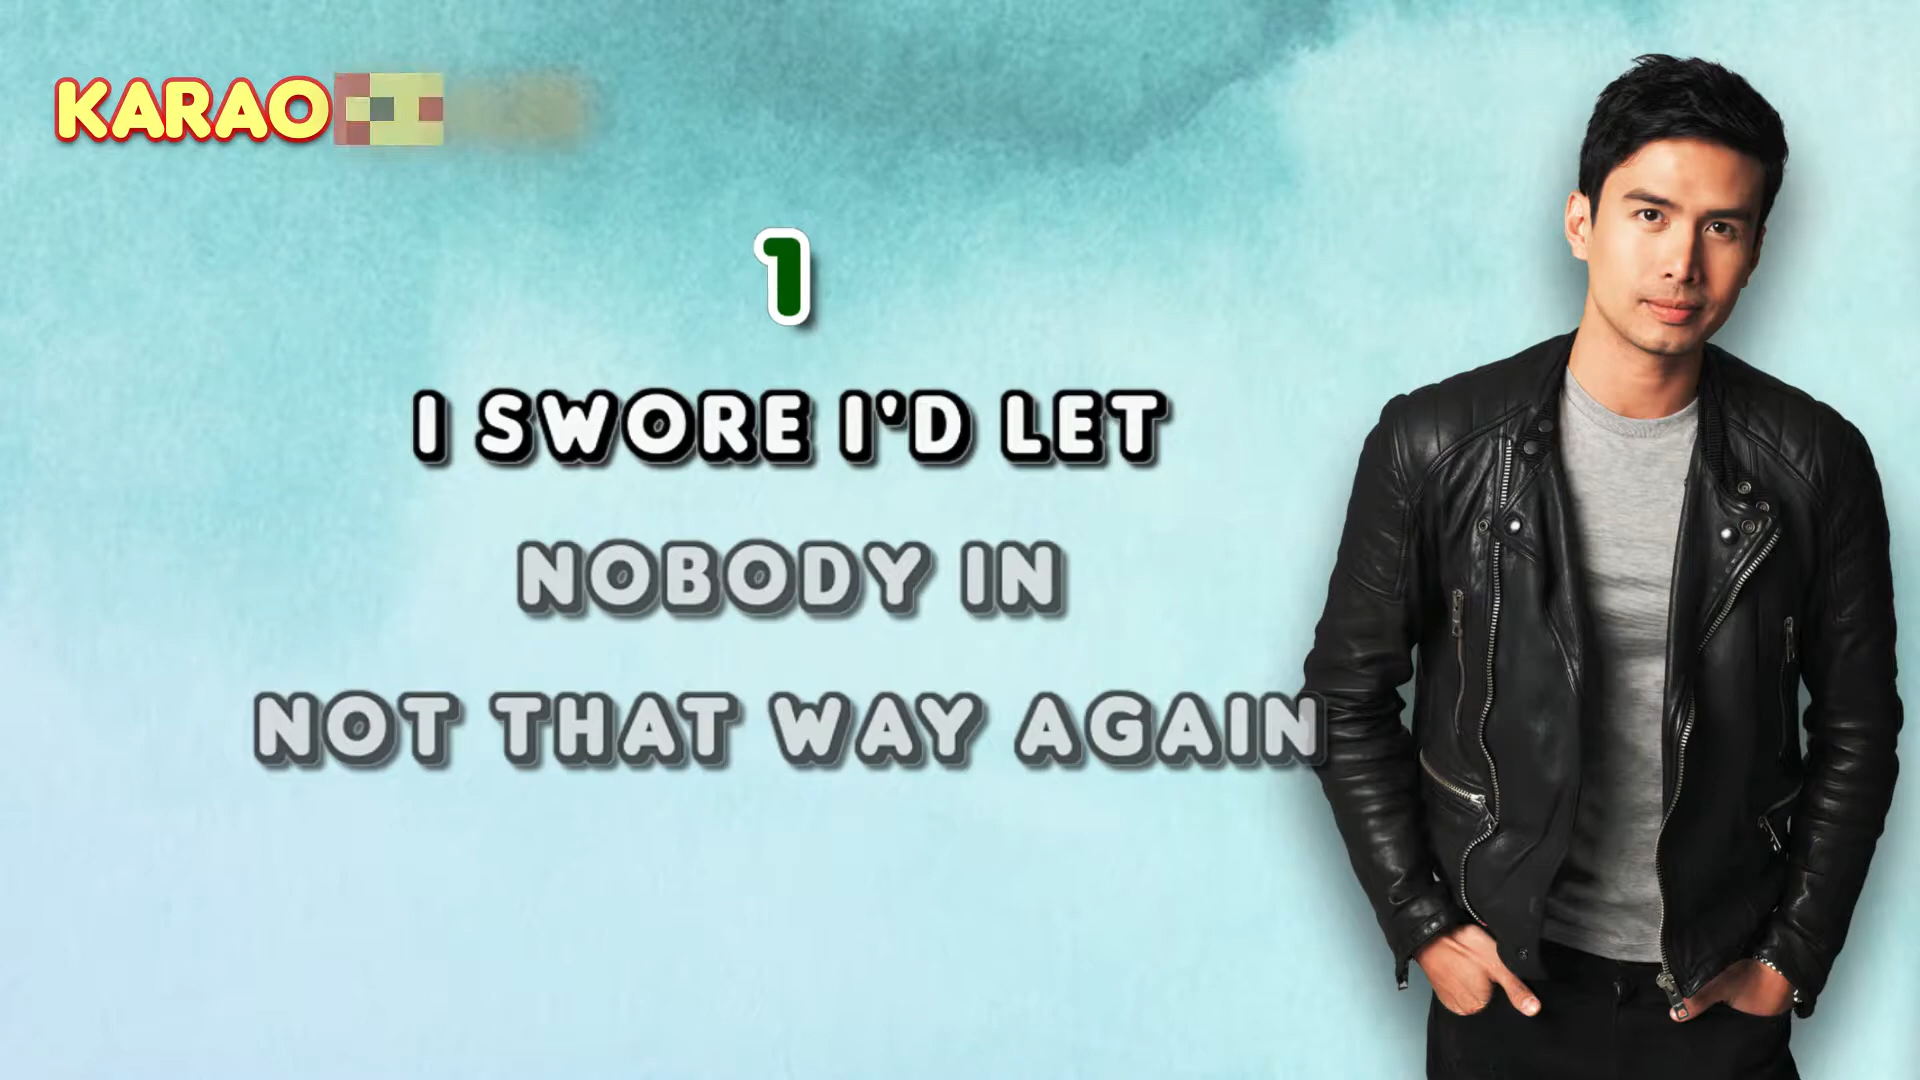 KARAO
1
I SWORE I'D LET
NOBODY IN
NOT THAT WAY AGAIN